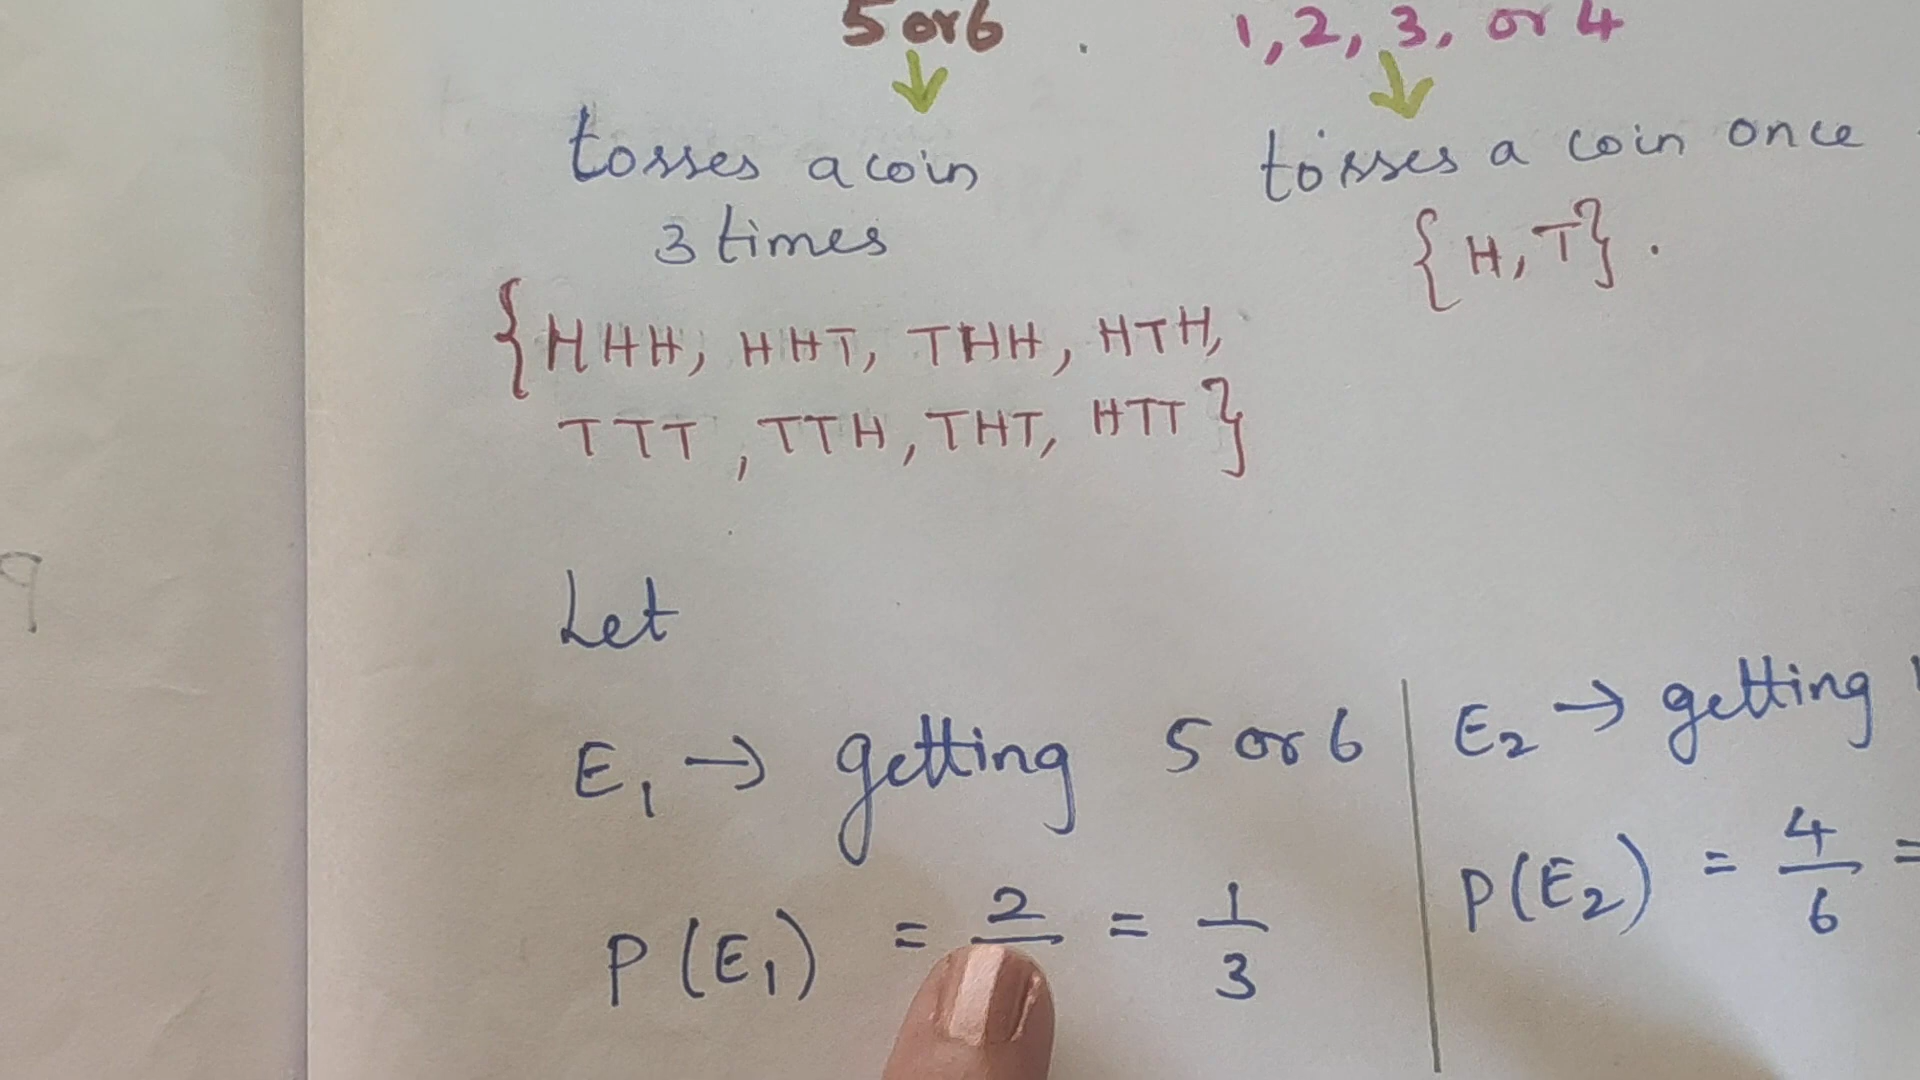 5 or 6 . 1, 2, 3, or 4
tosses a coin
3 times
tosses a coin once
{H, T}.
{HHH, HHT, THH, HTH,
TTT, TTH, THT, HTT}
Let
E₁ → getting 5 or 6
P(E₁) = 2 = 1/3
E₂ → getting
P(E₂) = 4/6 =
9